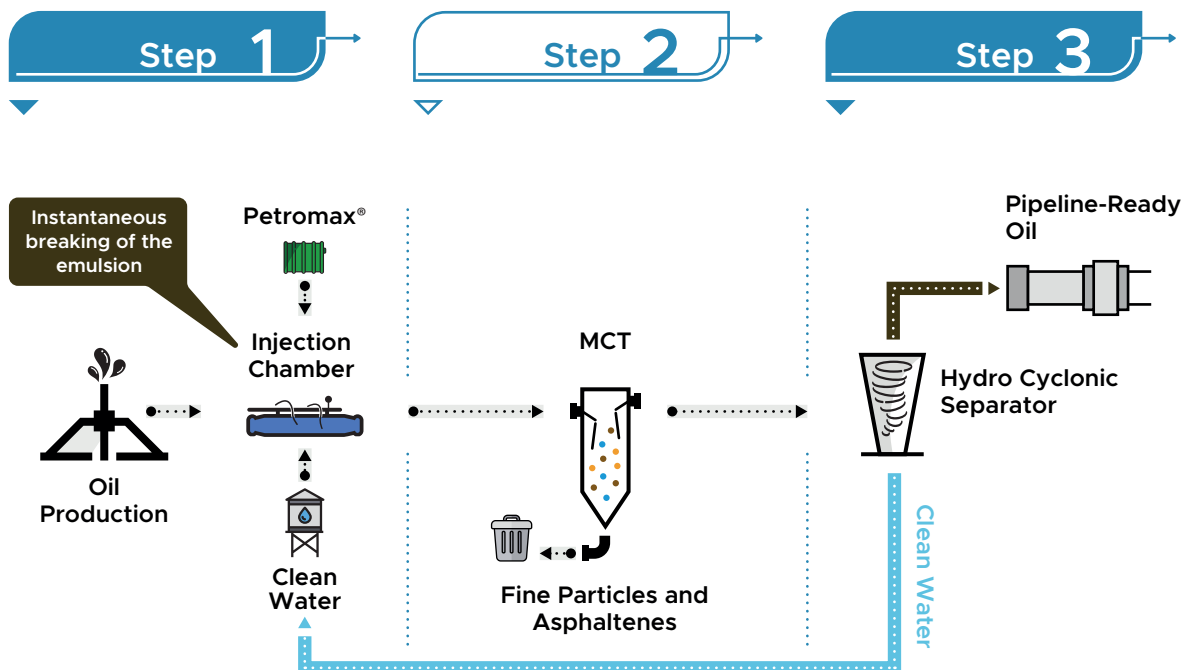 Step 1
Step 2
Step 3
Instantaneous
breaking of the
emulsion
Petromax®
Injection
Chamber
Oil
Production
Clean
Water
MCT
Fine Particles and
Asphaltenes
Pipeline-Ready
Oil
Hydro Cyclonic
Separator
Clean Water